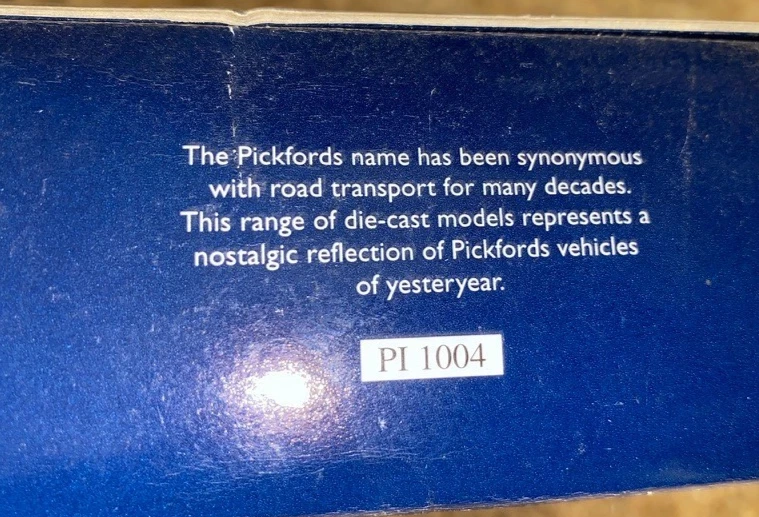 The Pickfords name has been synonymous
with road transport for many decades.
This range of die-cast models represents a
nostalgic reflection of Pickfords vehicles
of yesteryear.
PI 1004